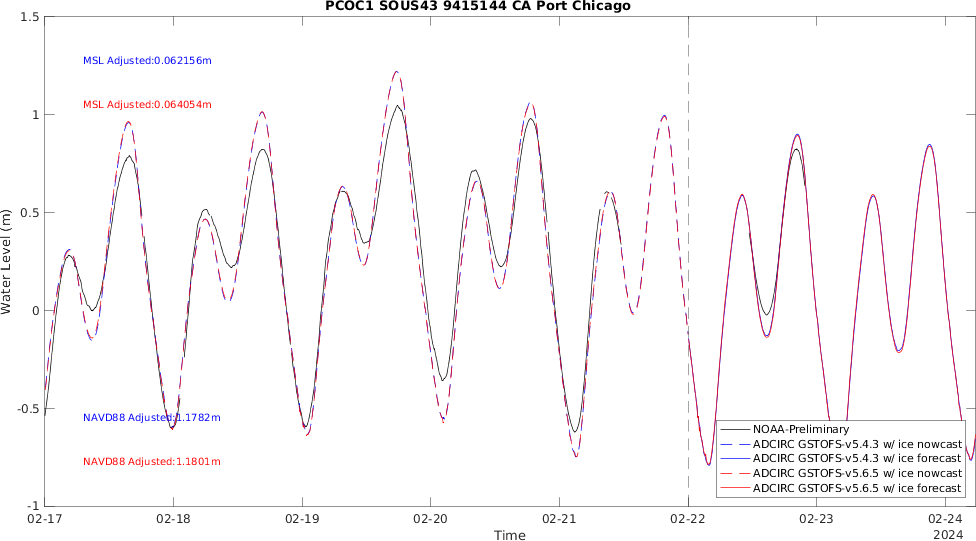 PCOC1 SOUS43 9415144 CA Port Chicago
1.5
1
0.5
0
-0.5
-1
Water Level (m)
MSL Adjusted:0.062156m
MSL Adjusted:0.064054m
NAVD88 Adjusted:1.1782m
NAVD88 Adjusted:1.1801m
NOAA-Preliminary
ADCIRC GSTOFS-v5.4.3 w/ ice nowcast
ADCIRC GSTOFS-v5.4.3 w/ ice forecast
ADCIRC GSTOFS-v5.6.5 w/ ice nowcast
ADCIRC GSTOFS-v5.6.5 w/ ice forecast
02-17 02-18 02-19 02-20 02-21 02-22 02-23 02-24
Time
2024